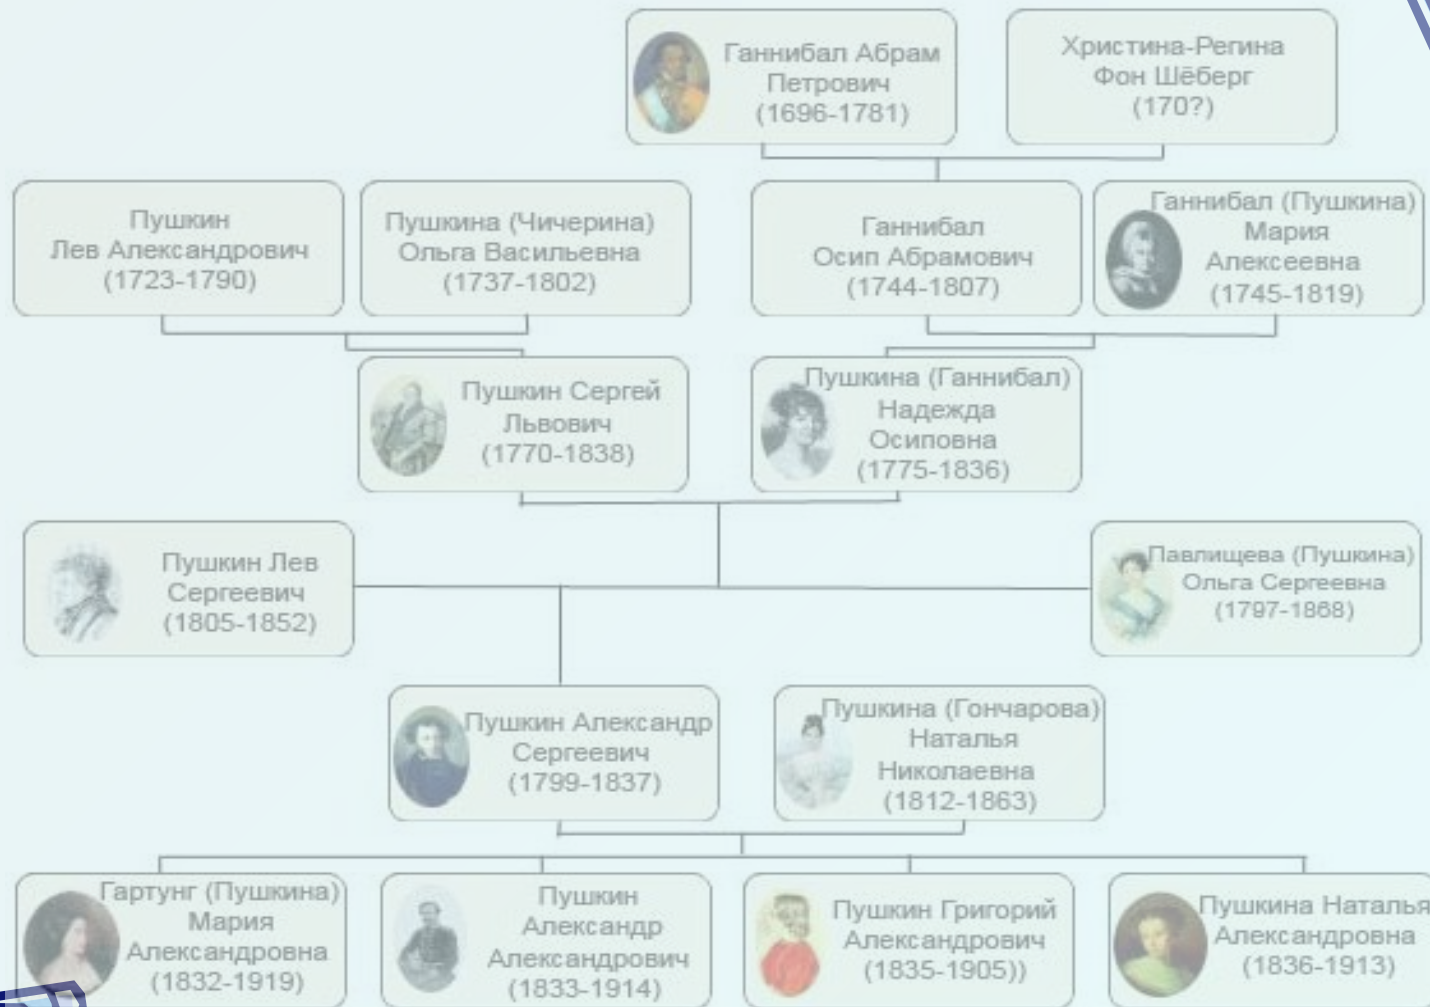 Ганнибал Абрам
Петрович
(1696-1781)
Христина-Регина
Фон Шёберг
(170?)
Пушкин
Лев Александрович
(1723-1790)
Пушкина (Чичерина)
Ольга Васильевна
(1737-1802)
Ганнибал
Осип Абрамович
(1744-1807)
Ганнибал (Пушкина)
Мария
Алексеевна
(1745-1819)
Пушкин Сергей
Львович
(1770-1838)
Пушкина (Ганнибал)
Надежда
Осиповна
(1775-1836)
Пушкин Лев
Сергеевич
(1805-1852)
Павлищева (Пушкина)
Ольга Сергеевна
(1797-1868)
Пушкин Александр
Сергеевич
(1799-1837)
Пушкина (Гончарова)
Наталья
Николаевна
(1812-1863)
Гартунг (Пушкина)
Мария
Александровна
(1832-1919)
Пушкин
Александр
Александрович
(1833-1914)
Пушкин Григорий
Александрович
(1835-1905))
Пушкина Наталья
Александровна
(1836-1913)